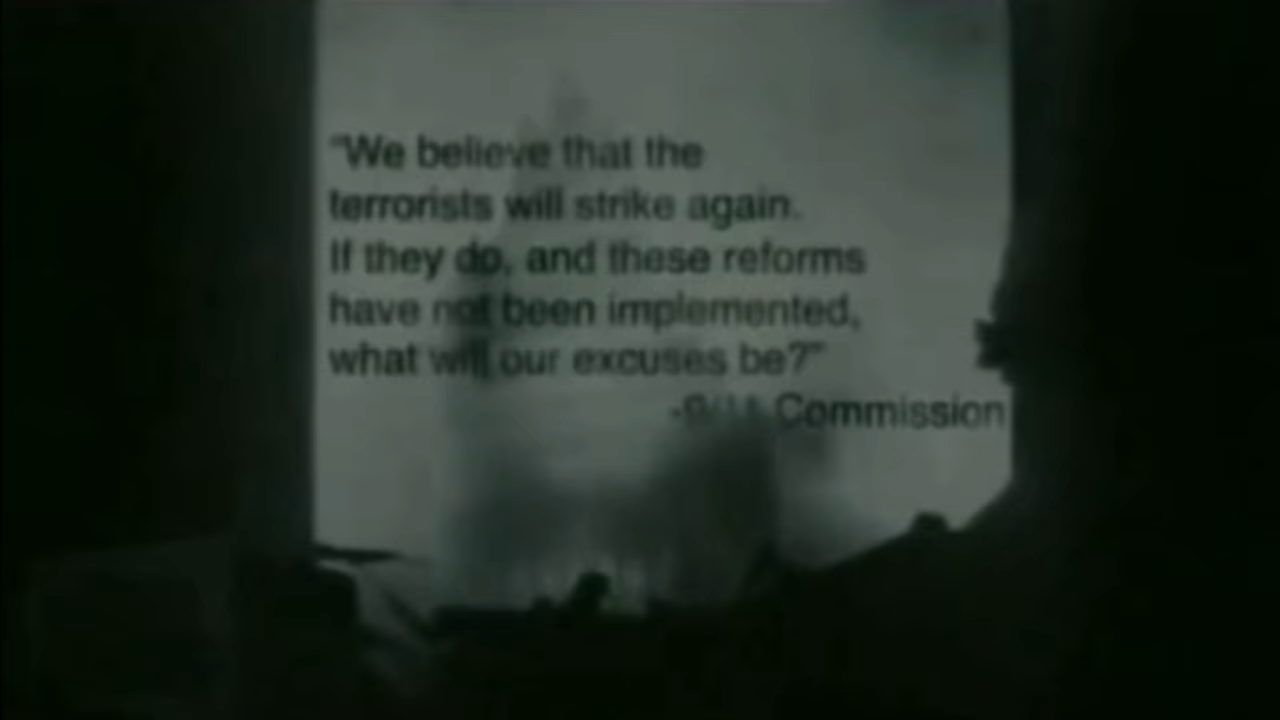 "We believe that the
terrorists will strike again.
If they do, and these reforms
have not been implemented,
what will our excuses be?"
-9/11 Commission